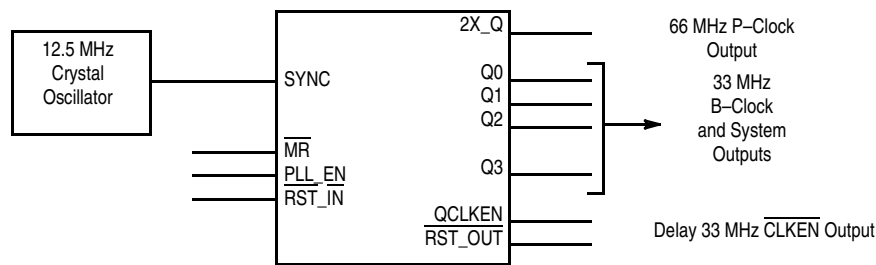 12.5 MHz
Crystal
Oscillator
SYNC
MR
PLL_EN
RST_IN
2X_Q
Q0
Q1
Q2
Q3
QCLKEN
RST_OUT
66 MHz P–Clock
Output
33 MHz
B–Clock
and System
Outputs
Delay 33 MHz CLKEN Output